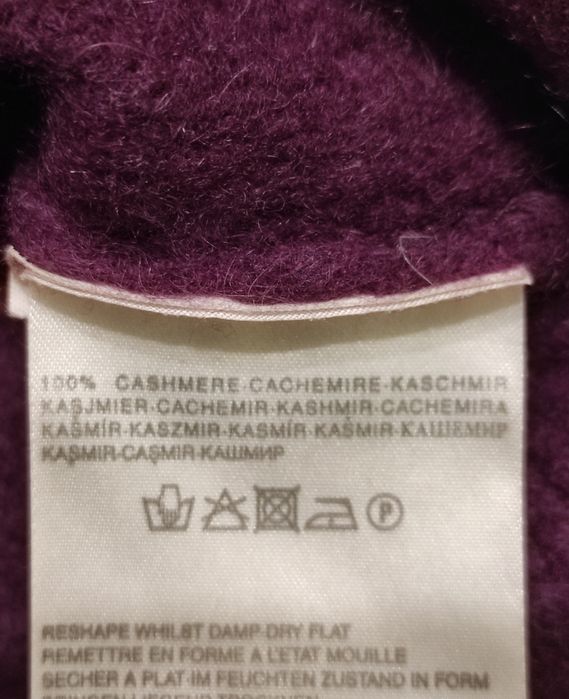 100% CASHMERE·CACHEMIRE·KASCHMIR
KASJMIER·CACHEMIR·KASHMIR·CACHEMIRA
KAŠMÍR·KASZMIR·KASMÍR·KAŠMIR·КАШЕМИР
KAŞMIR·CAŞMIR·КАШМИР
P
RESHAPE WHILST DAMP·DRY FLAT
REMETTRE EN FORME A L'ETAT MOUILLE
SECHER A PLAT·IM FEUCHTEN ZUSTAND IN FORM